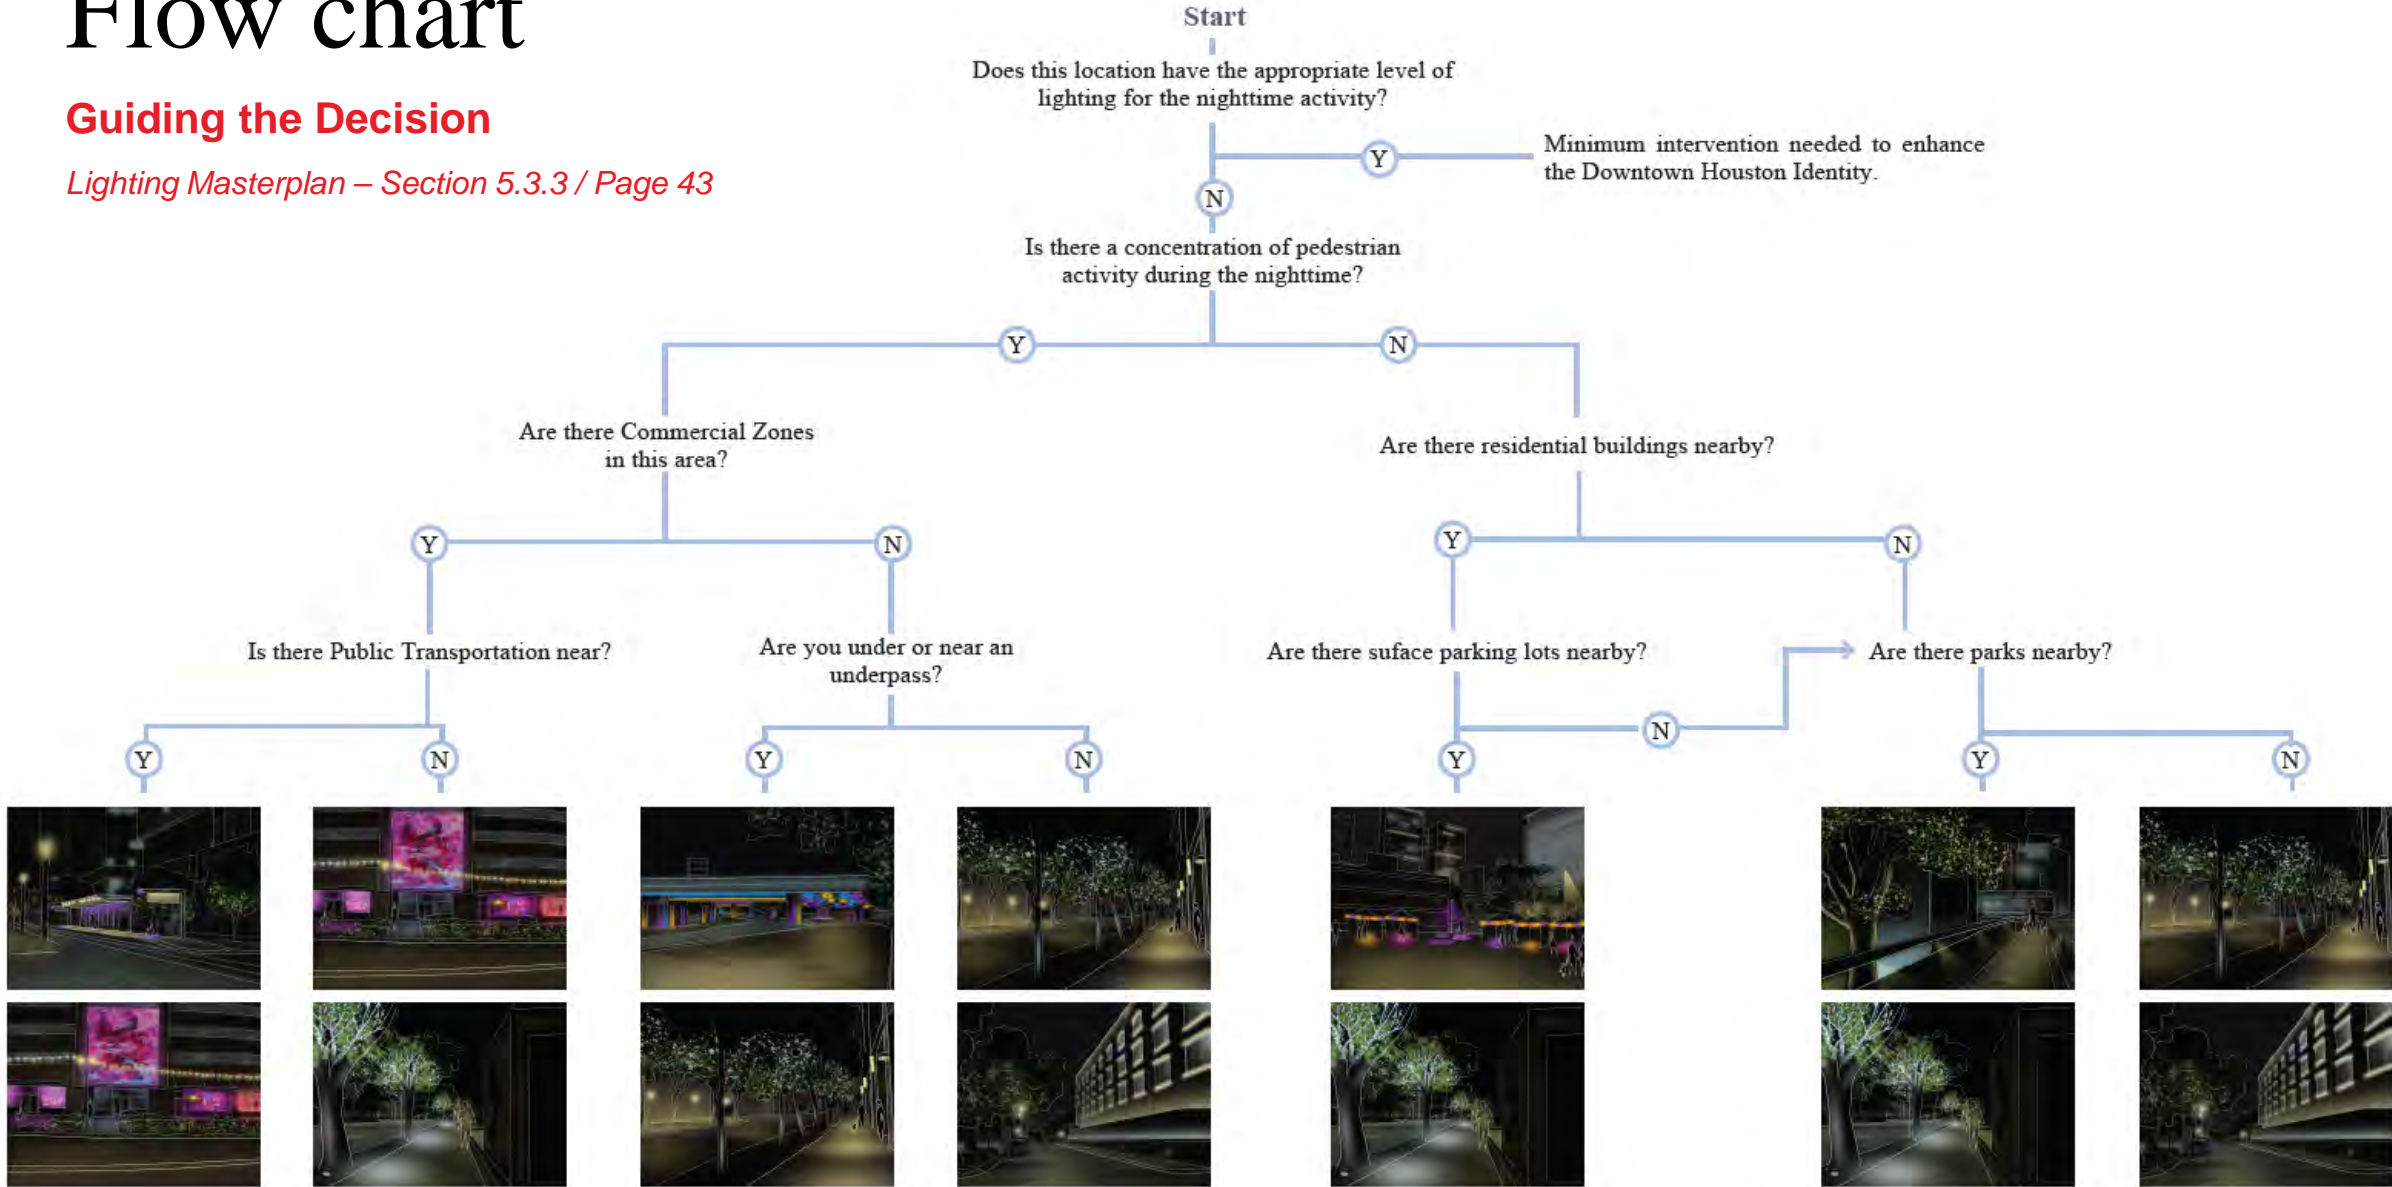 Flow chart
Guiding the Decision
Lighting Masterplan – Section 5.3.3 / Page 43
Start
Does this location have the appropriate level of
lighting for the nighttime activity?
Y
Minimum intervention needed to enhance
the Downtown Houston Identity.
N
Is there a concentration of pedestrian
activity during the nighttime?
Y
N
Are there Commercial Zones
in this area?
Are there residential buildings nearby?
Y
N
Y
N
Is there Public Transportation near?
Are you under or near an
underpass?
Are there suface parking lots nearby?
Are there parks nearby?
N
Y
N
Y
N
Y
Y
N